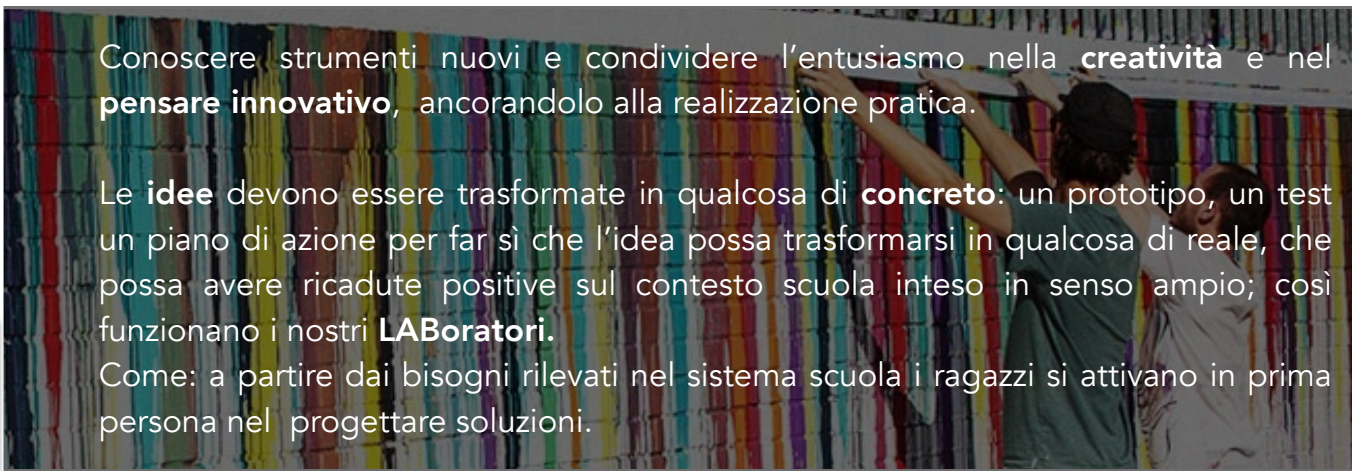 Conoscere strumenti nuovi e condividere l’entusiasmo nella creatività e nel
pensare innovativo, ancorandolo alla realizzazione pratica.
Le idee devono essere trasformate in qualcosa di concreto: un prototipo, un test
un piano di azione per far sì che l’idea possa trasformarsi in qualcosa di reale, che
possa avere ricadute positive sul contesto scuola inteso in senso ampio; così
funzionano i nostri LABoratori.
Come: a partire dai bisogni rilevati nel sistema scuola i ragazzi si attivano in prima
persona nel progettare soluzioni.